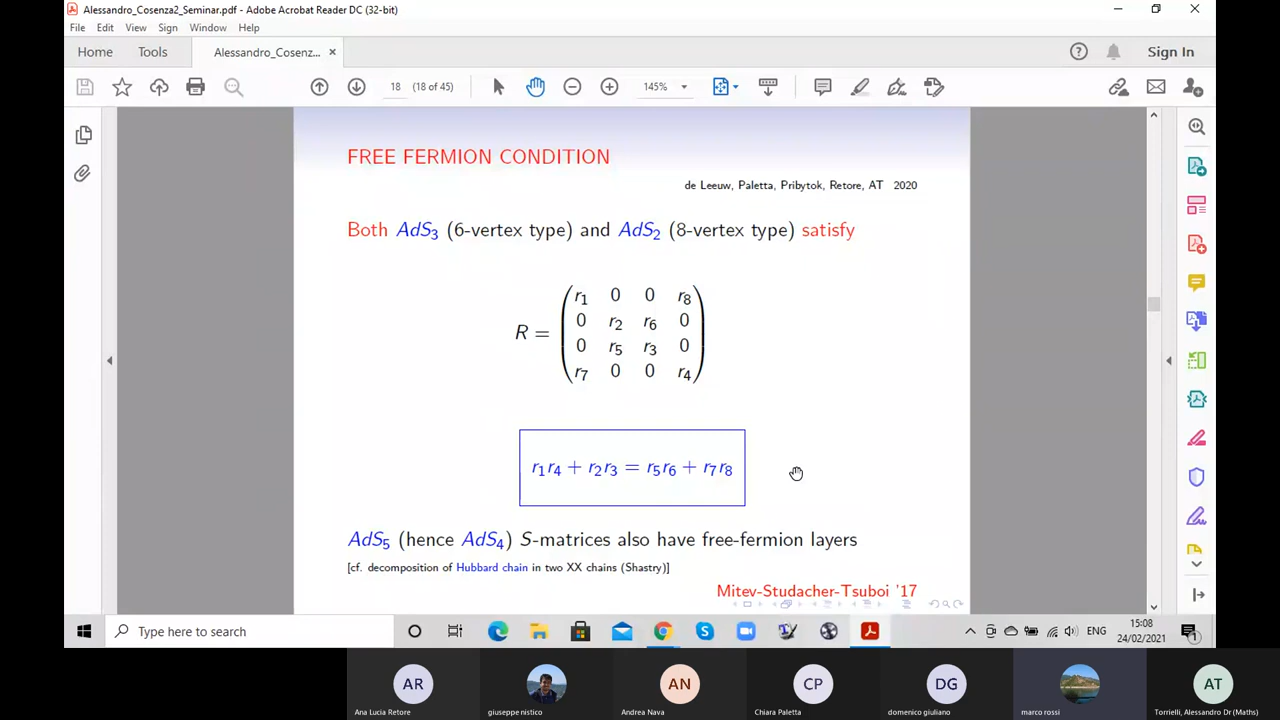 Alessandro_Cosenza2_Seminar.pdf - Adobe Acrobat Reader DC (32-bit)
File Edit View Sign Window Help
Home Tools Alessandro_Cosenz... × Sign In
18 (18 of 45) 145%
FREE FERMION CONDITION
de Leeuw, Paletta, Pribytok, Retore, AT 2020
Both AdS₃ (6-vertex type) and AdS₂ (8-vertex type) satisfy
r₁ 0 0 r₈
0 r₂ r₆ 0
R =
0 r₅ r₃ 0
r₇ 0 0 r₄
r₁r₄ + r₂r₃ = r₅r₆ + r₇r₈
AdS₅ (hence AdS₄) S-matrices also have free-fermion layers
[cf. decomposition of Hubbard chain in two XX chains (Shastry)]
Mitev-Studacher-Tsuboi '17
Type here to search
ENG
15:08
24/02/2021
AR AN CP DG AT
Ana Lucia Retore giuseppe nistico Andrea Nava Chiara Paletta domenico giuliano marco rossi Torrielli, Alessandro Dr (Maths)